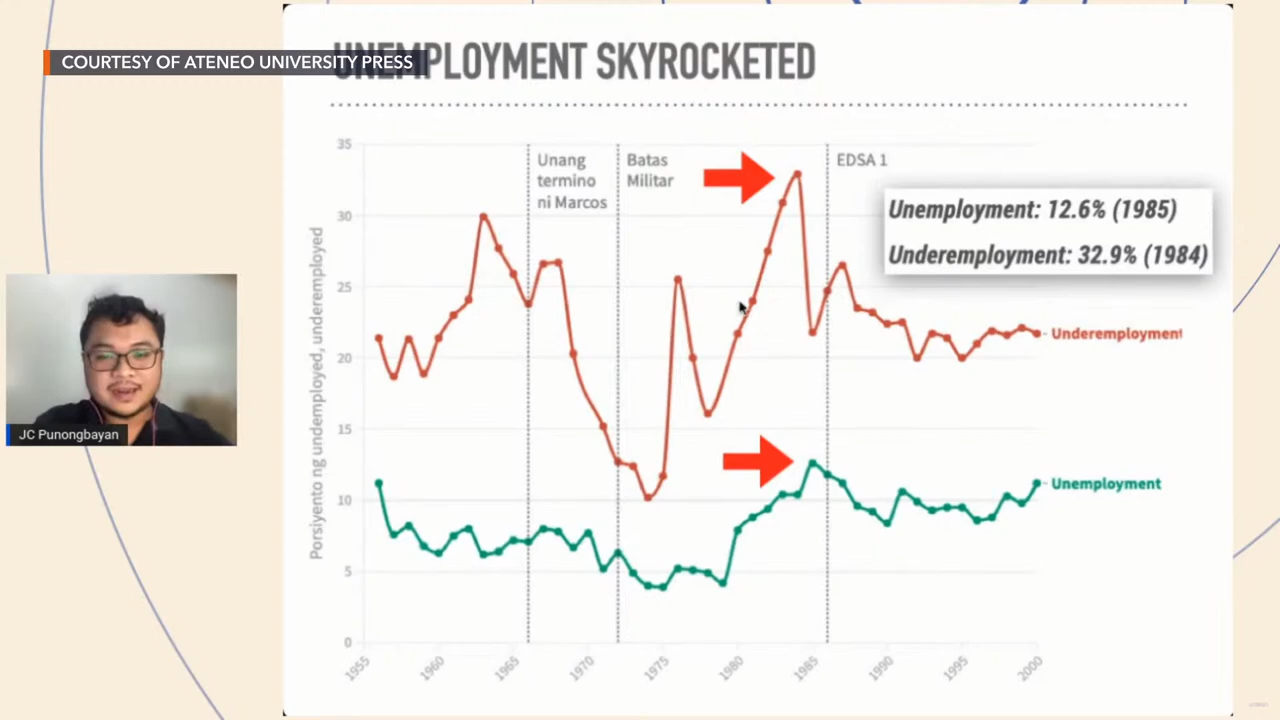 COURTESY OF ATENEO UNIVERSITY PRESS
UNEMPLOYMENT SKYROCKETED
35
30
25
20
15
10
5
0
Porsiyento ng undemployed, underemployed
Unang
termino
ni Marcos
Batas
Militar
EDSA 1
Unemployment: 12.6% (1985)
Underemployment: 32.9% (1984)
Underemployment
Unemployment
1955
1960
1965
1970
1975
1980
1985
1990
1995
2000
JC Punongbayan